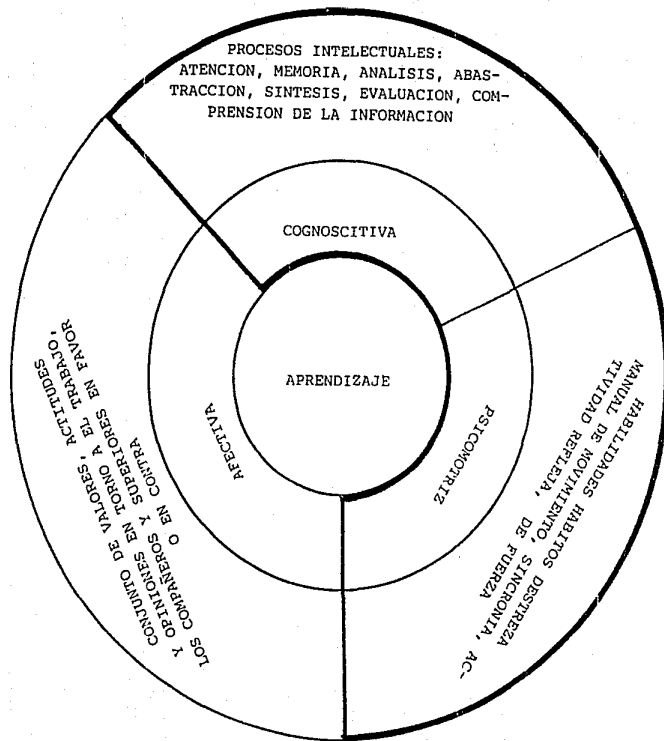 PROCESOS INTELECTUALES:
ATENCION, MEMORIA, ANALISIS, ABAS-
TRACCION, SINTESIS, EVALUACION, COM-
PRENSION DE LA INFORMACION
COGNOSCITIVA
APRENDIZAJE
AFECTIVA
PSICOMOTRIZ
CONJUNTO DE VALORES, ACTITUDES
Y OPINIONES EN TORNO A EL TRABAJO,
LOS COMPAÑEROS Y SUPERIORES EN FAVOR
O EN CONTRA
HABILIDADES HABITOS DESTREZA
MANUAL DE MOVIMIENTO, SINCRONIA, AC-
TIVIDAD REFLEJA, DE FUERZA